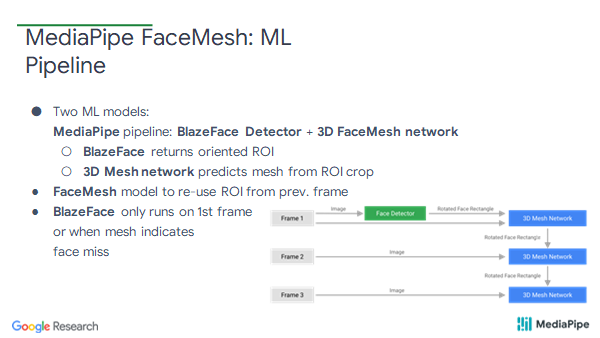 MediaPipe FaceMesh: ML
Pipeline
● Two ML models:
MediaPipe pipeline: BlazeFace Detector + 3D FaceMesh network
○ BlazeFace returns oriented ROI
○ 3D Mesh network predicts mesh from ROI crop
● FaceMesh model to re-use ROI from prev. frame
● BlazeFace only runs on 1st frame
or when mesh indicates
face miss
Frame 1
Image
Face Detector
Rotated Face Rectangle
3D Mesh Network
Rotated Face Rectangle
Frame 2
Image
3D Mesh Network
Rotated Face Rectangle
Frame 3
Image
3D Mesh Network
Google Research
MediaPipe